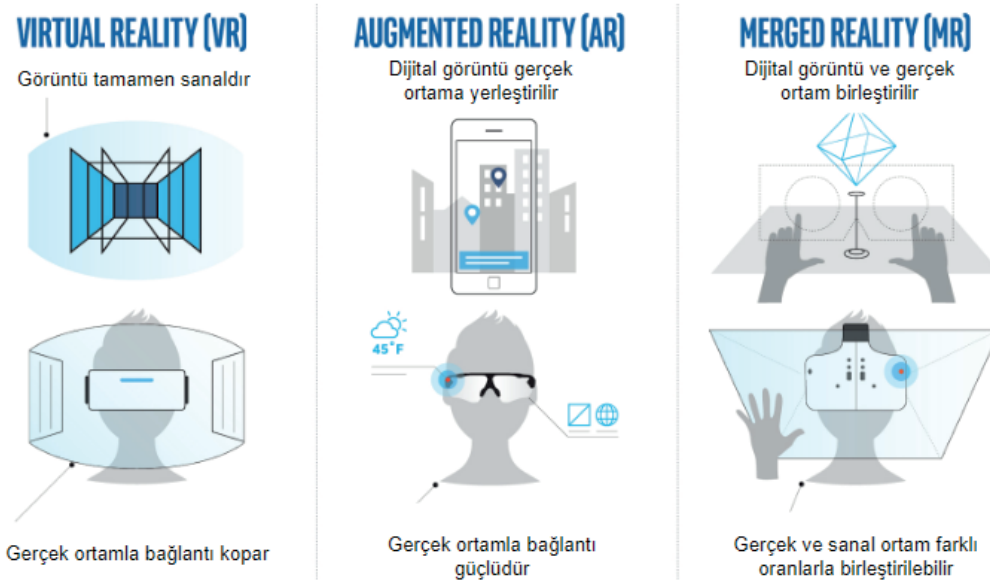 VIRTUAL REALITY (VR)
Görüntü tamamen sanaldır
Gerçek ortamla bağlantı kopar
AUGMENTED REALITY (AR)
Dijital görüntü gerçek
ortama yerleştirilir
45°F
Gerçek ortamla bağlantı
güçlüdür
MERGED REALITY (MR)
Dijital görüntü ve gerçek
ortam birleştirilir
Gerçek ve sanal ortam farklı
oranlarla birleştirilebilir